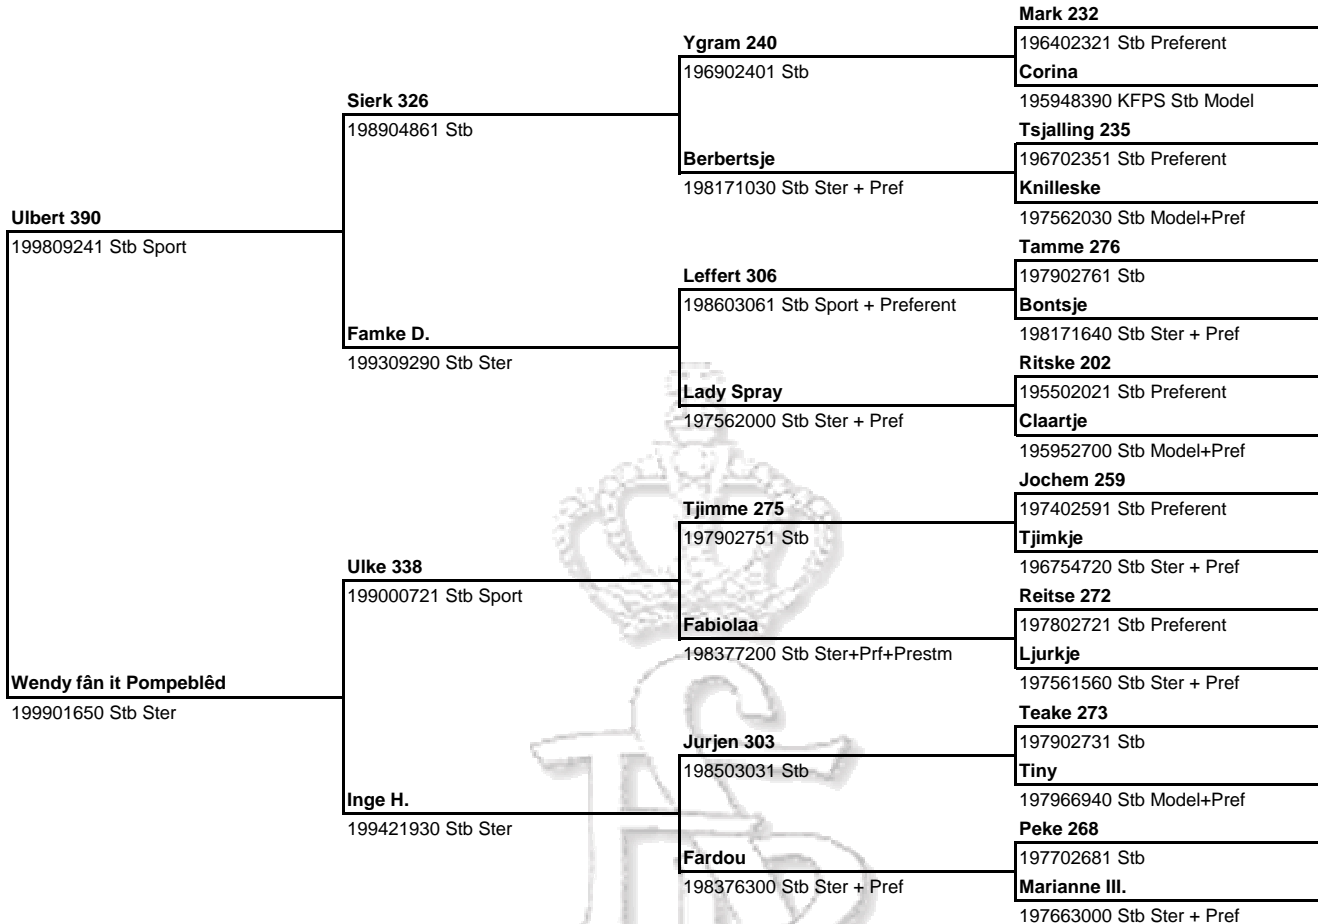 Mark 232
Ygram 240
196402321 Stb Preferent
196902401 Stb
Corina
Sierk 326
195948390 KFPS Stb Model
198904861 Stb
Tsjalling 235
Berbertsje
196702351 Stb Preferent
198171030 Stb Ster + Pref
Knilleske
Ulbert 390
197562030 Stb Model+Pref
199809241 Stb Sport
Tamme 276
Leffert 306
197902761 Stb
198603061 Stb Sport + Preferent
Bontsje
Famke D.
198171640 Stb Ster + Pref
199309290 Stb Ster
Ritske 202
Lady Spray
195502021 Stb Preferent
197562000 Stb Ster + Pref
Claartje
195952700 Stb Model+Pref
Jochem 259
Tjimme 275
197402591 Stb Preferent
197902751 Stb
Tjimkje
Ulke 338
196754720 Stb Ster + Pref
199000721 Stb Sport
Reitse 272
Fabiolaa
197802721 Stb Preferent
198377200 Stb Ster+Prf+Prestm
Ljurkje
Wendy fân it Pompeblêd
197561560 Stb Ster + Pref
199901650 Stb Ster
Teake 273
Jurjen 303
197902731 Stb
198503031 Stb
Tiny
Inge H.
197966940 Stb Model+Pref
199421930 Stb Ster
Peke 268
Fardou
197702681 Stb
198376300 Stb Ster + Pref
Marianne III.
197663000 Stb Ster + Pref